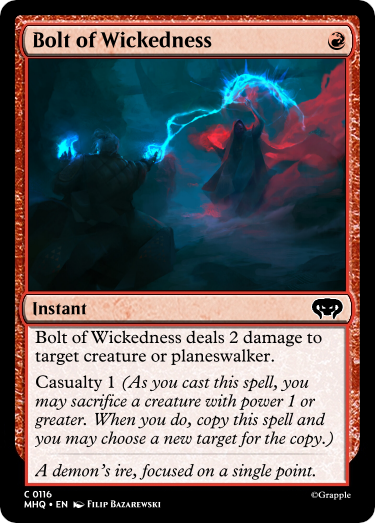 Bolt of Wickedness
Instant
Bolt of Wickedness deals 2 damage to
target creature or planeswalker.
Casualty 1 (As you cast this spell, you
may sacrifice a creature with power 1 or
greater. When you do, copy this spell and
you may choose a new target for the copy.)
A demon's ire, focused on a single point.
C 0116
MHQ • EN Filip Bazarewski
©Grapple